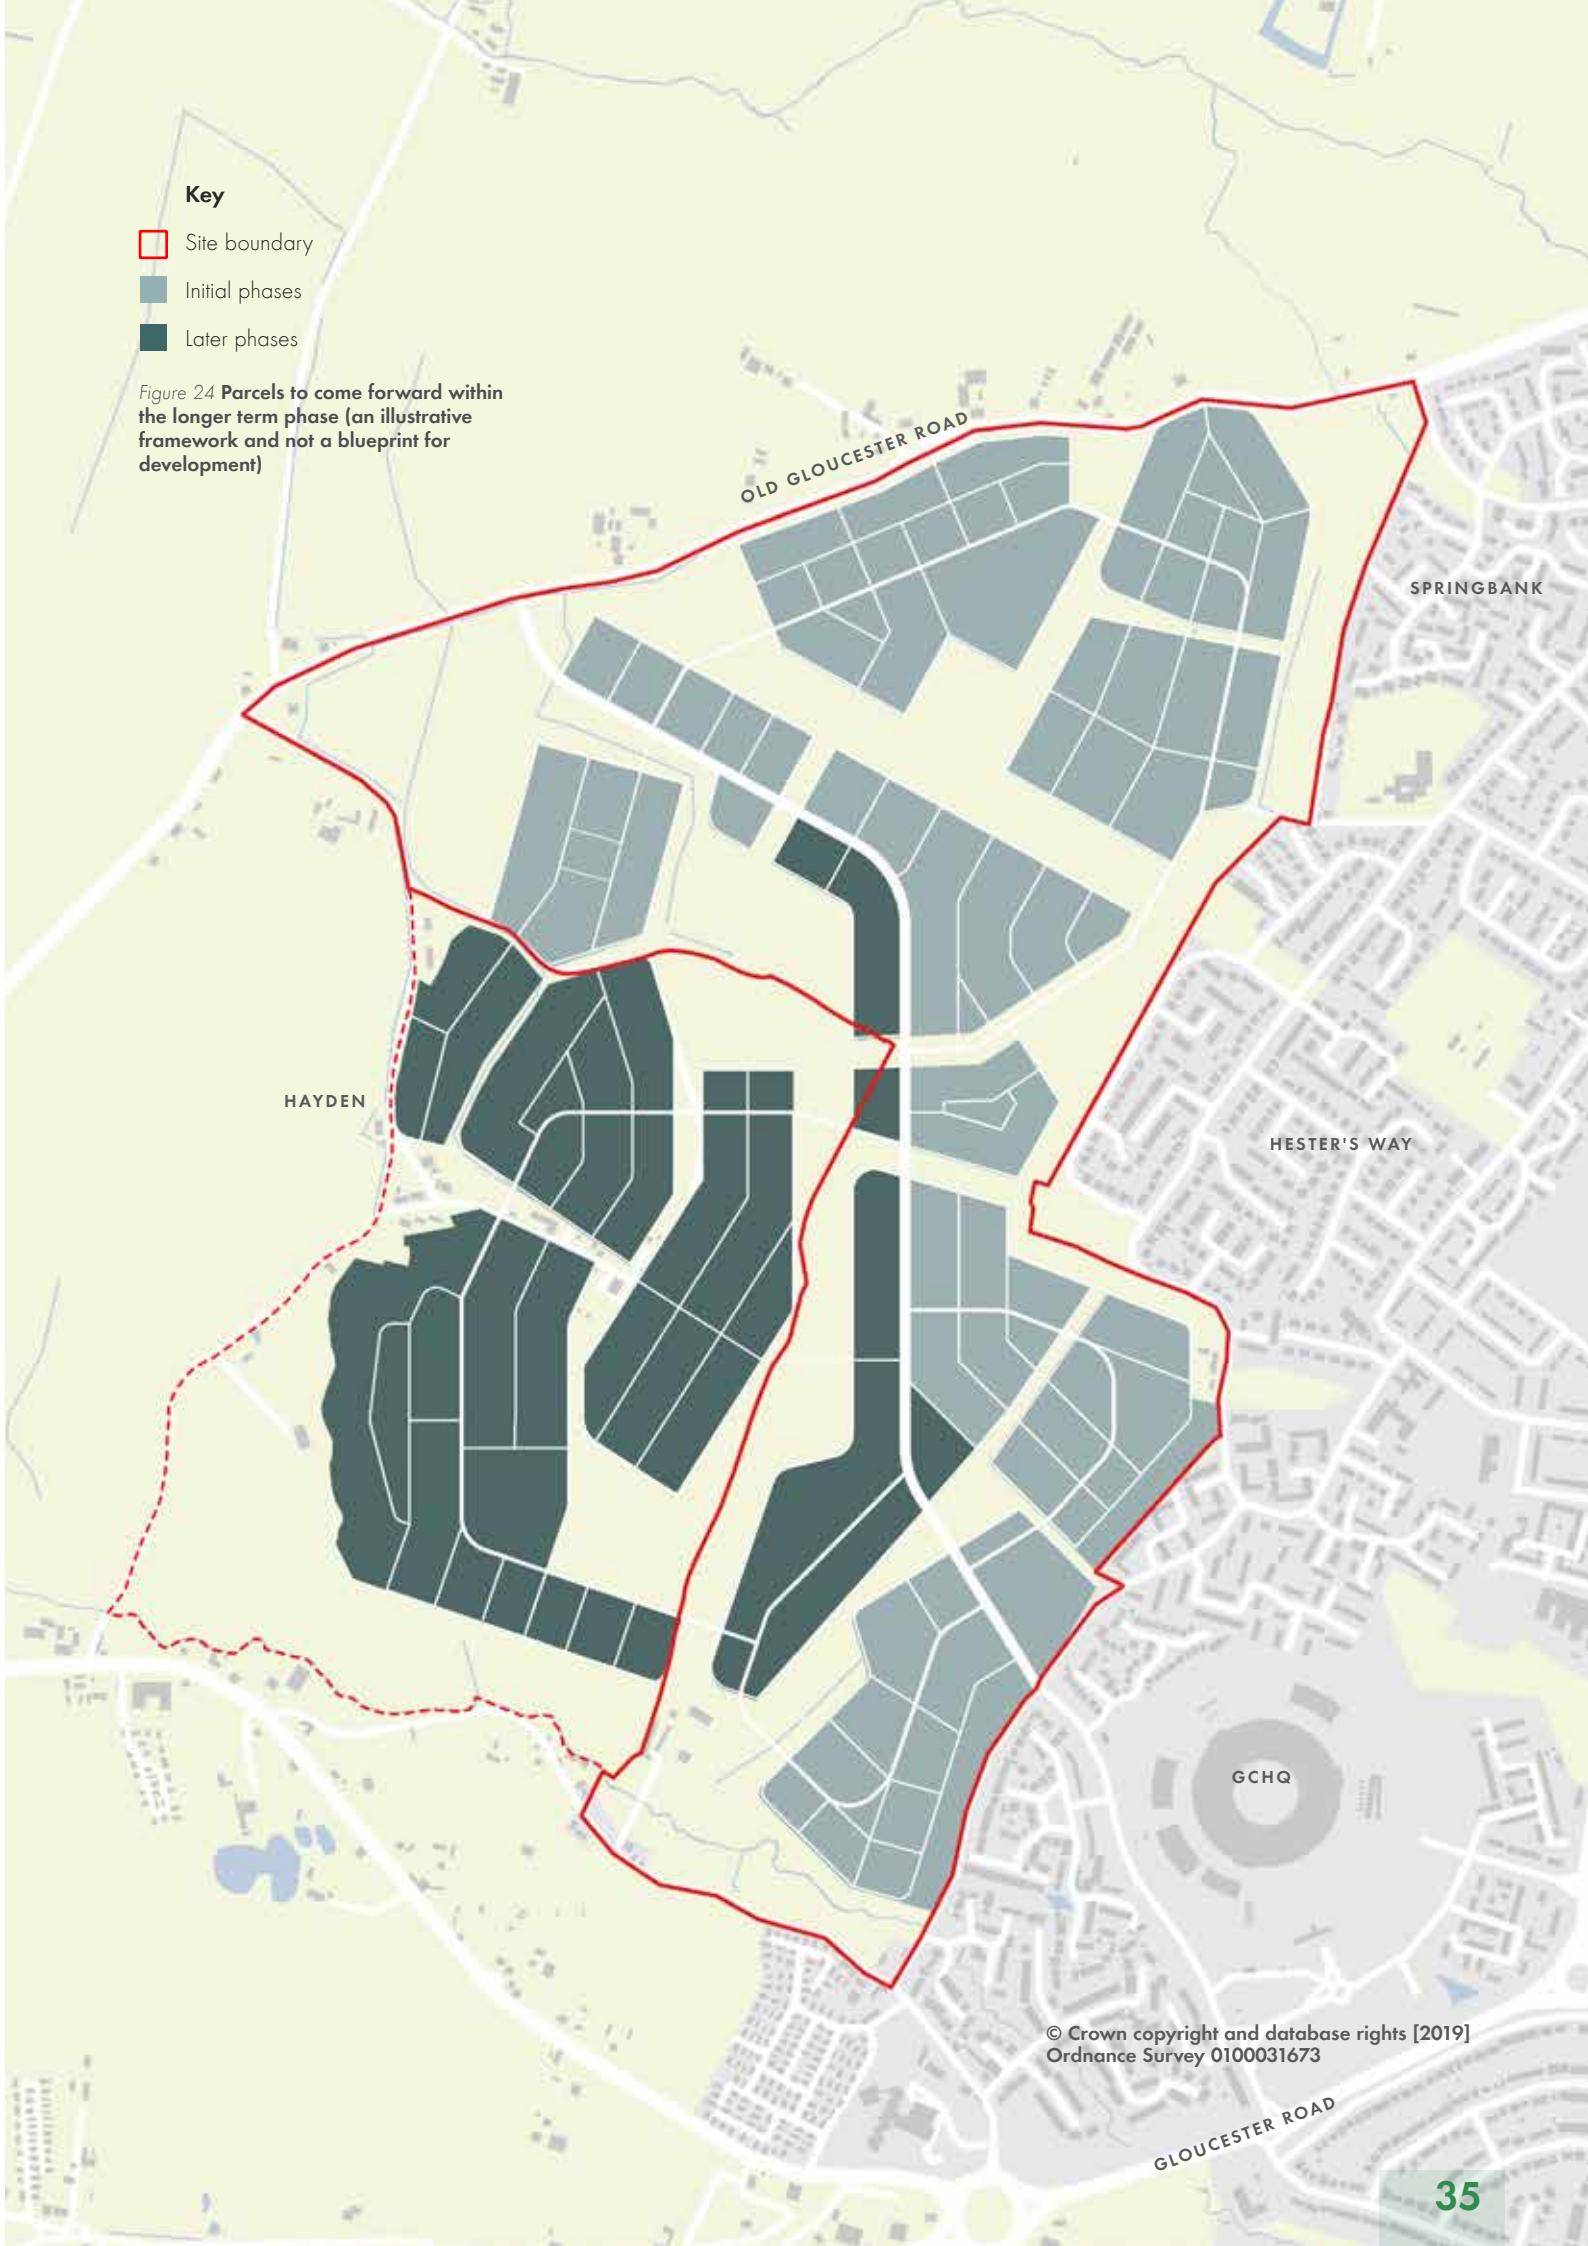 Key
Site boundary
Initial phases
Later phases
Figure 24 Parcels to come forward within
the longer term phase (an illustrative
framework and not a blueprint for
development)
OLD GLOUCESTER ROAD
SPRINGBANK
HAYDEN
HESTER'S WAY
GCHQ
© Crown copyright and database rights [2019]
Ordnance Survey 0100031673
GLOUCESTER ROAD
35